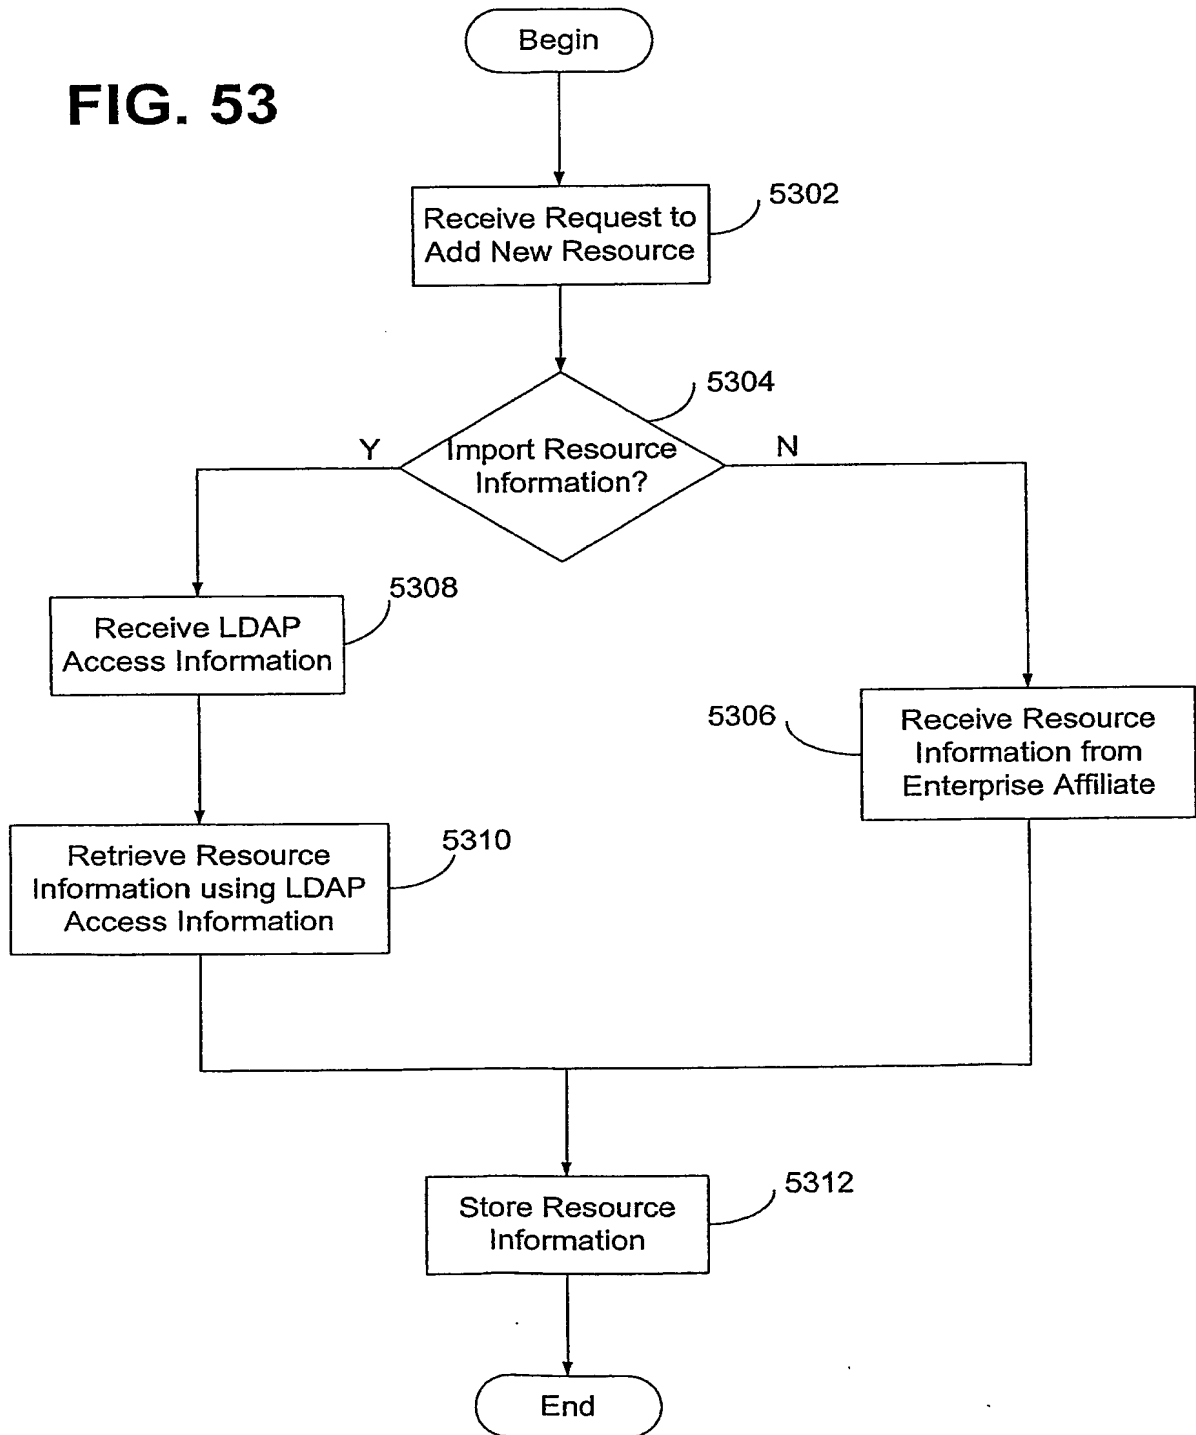 Begin
FIG. 53
5302
Receive Request to
Add New Resource
5304
Y
Import Resource
Information?
N
5308
Receive LDAP
Access Information
5306
Receive Resource
Information from
Enterprise Affiliate
5310
Retrieve Resource
Information using LDAP
Access Information
5312
Store Resource
Information
End